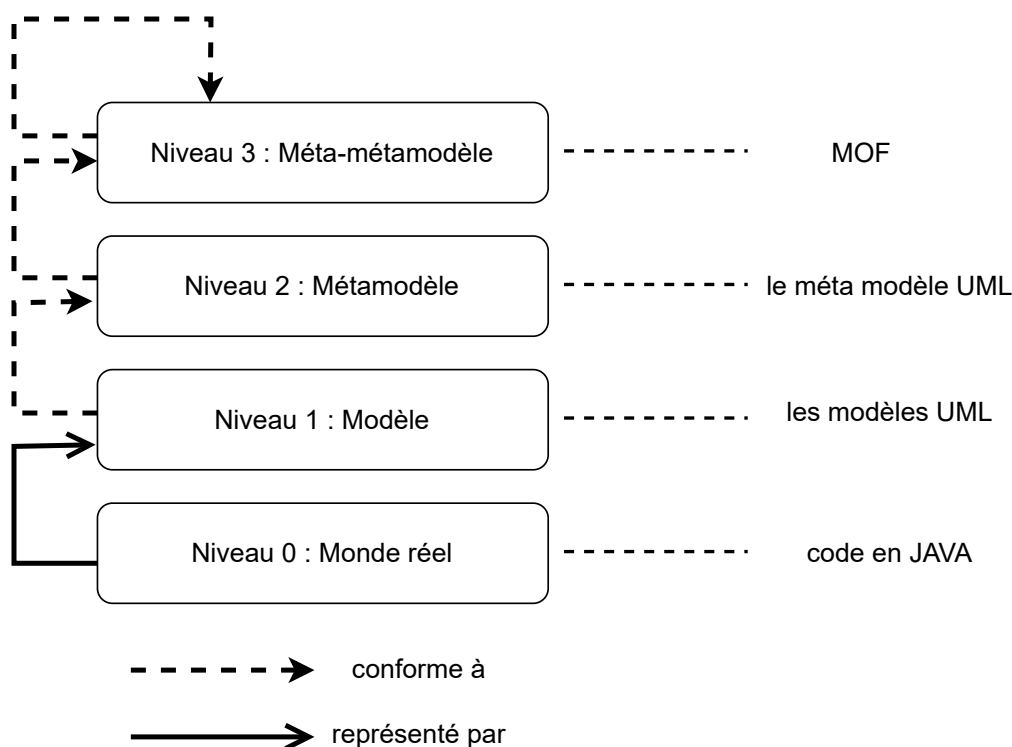 Niveau 3 : Méta-métamodèle
MOF
Niveau 2 : Métamodèle
le méta modèle UML
Niveau 1 : Modèle
les modèles UML
Niveau 0 : Monde réel
code en JAVA
conforme à
représenté par